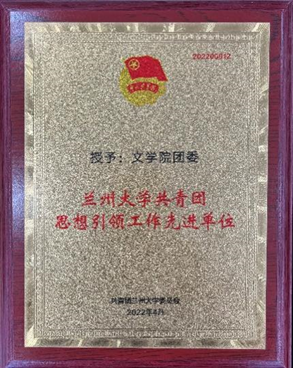 202200012
授予：文学院团委
兰州大学共青团
思想引领工作先进单位
共青团兰州大学委员会
2022年4月